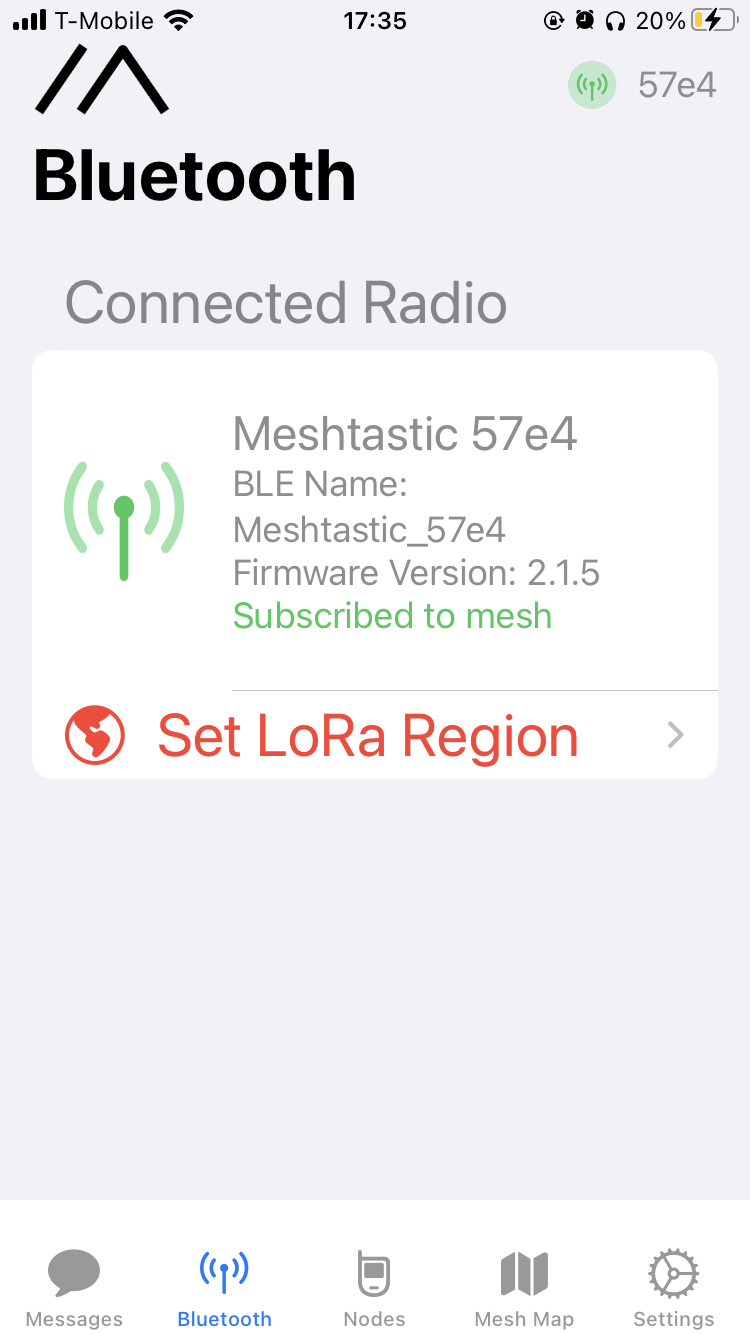 T-Mobile 17:35 20%
57e4
Bluetooth
Connected Radio
Meshtastic 57e4
BLE Name:
Meshtastic_57e4
Firmware Version: 2.1.5
Subscribed to mesh
Set LoRa Region
Messages Bluetooth Nodes Mesh Map Settings